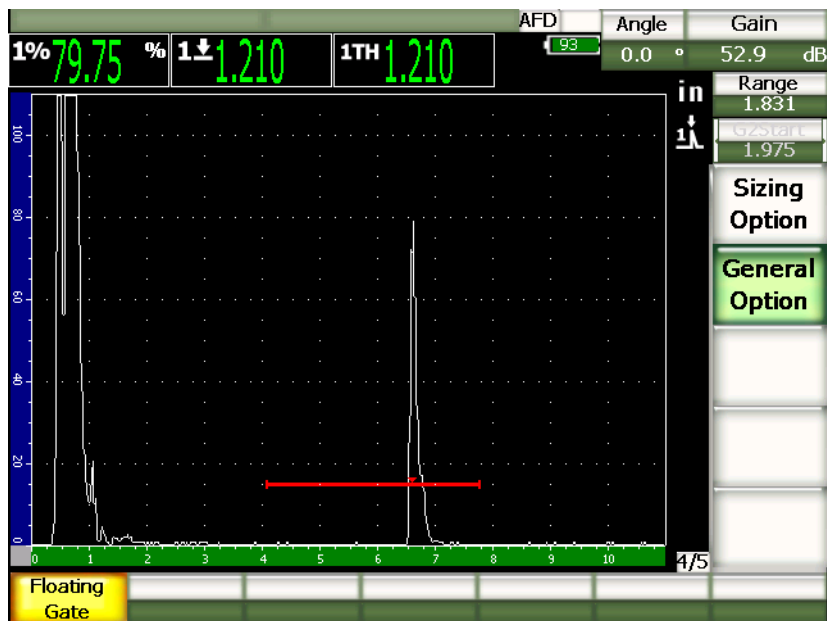 AFD
Angle
Gain
1% 79.75 %
1 1.210
1TH 1.210
93
0.0 °
52.9 dB
Range
1.831
in
G2Start
1.975
1
Sizing
Option
General
Option
100
80
60
40
20
0
0 1 2 3 4 5 6 7 8 9 10
4/5
Floating
Gate